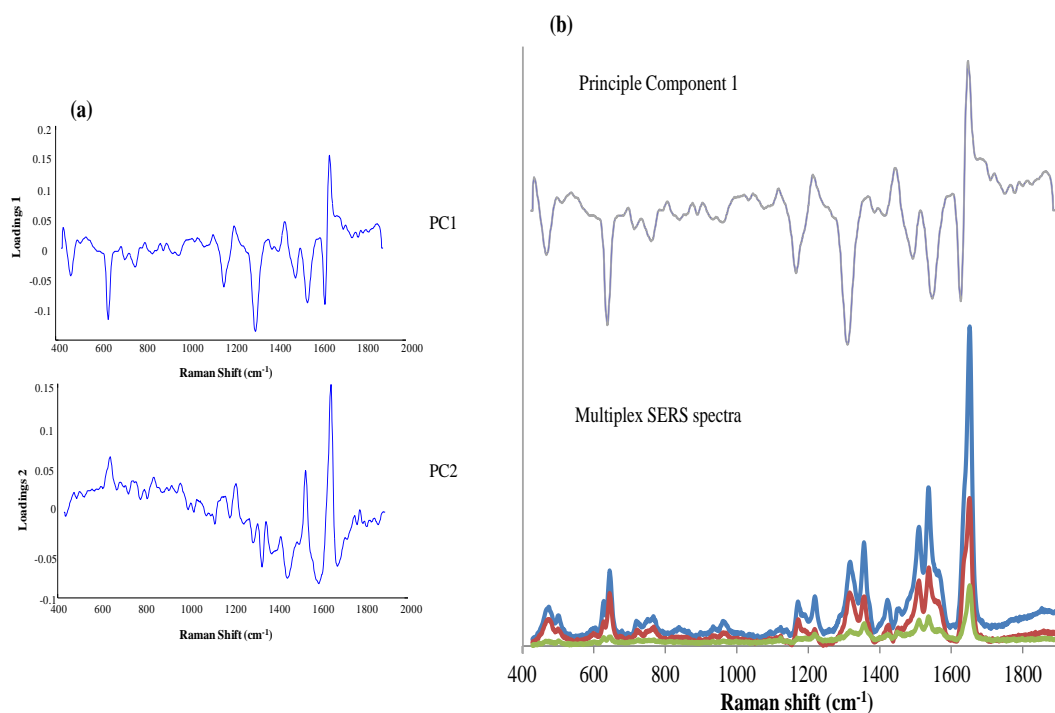 (a)
0.2
0.15
0.1
0.05
0
-0.05
-0.1
Loadings 1
PC1
400 600 800 1000 1200 1400 1600 1800 2000
Raman Shift (cm-1)
0.15
0.1
0.05
0
-0.05
-0.1
Loadings 2
PC2
400 600 800 1000 1200 1400 1600 1800 2000
Raman Shift (cm-1)
(b)
Principle Component 1
Multiplex SERS spectra
400 600 800 1000 1200 1400 1600 1800
Raman shift (cm-1)